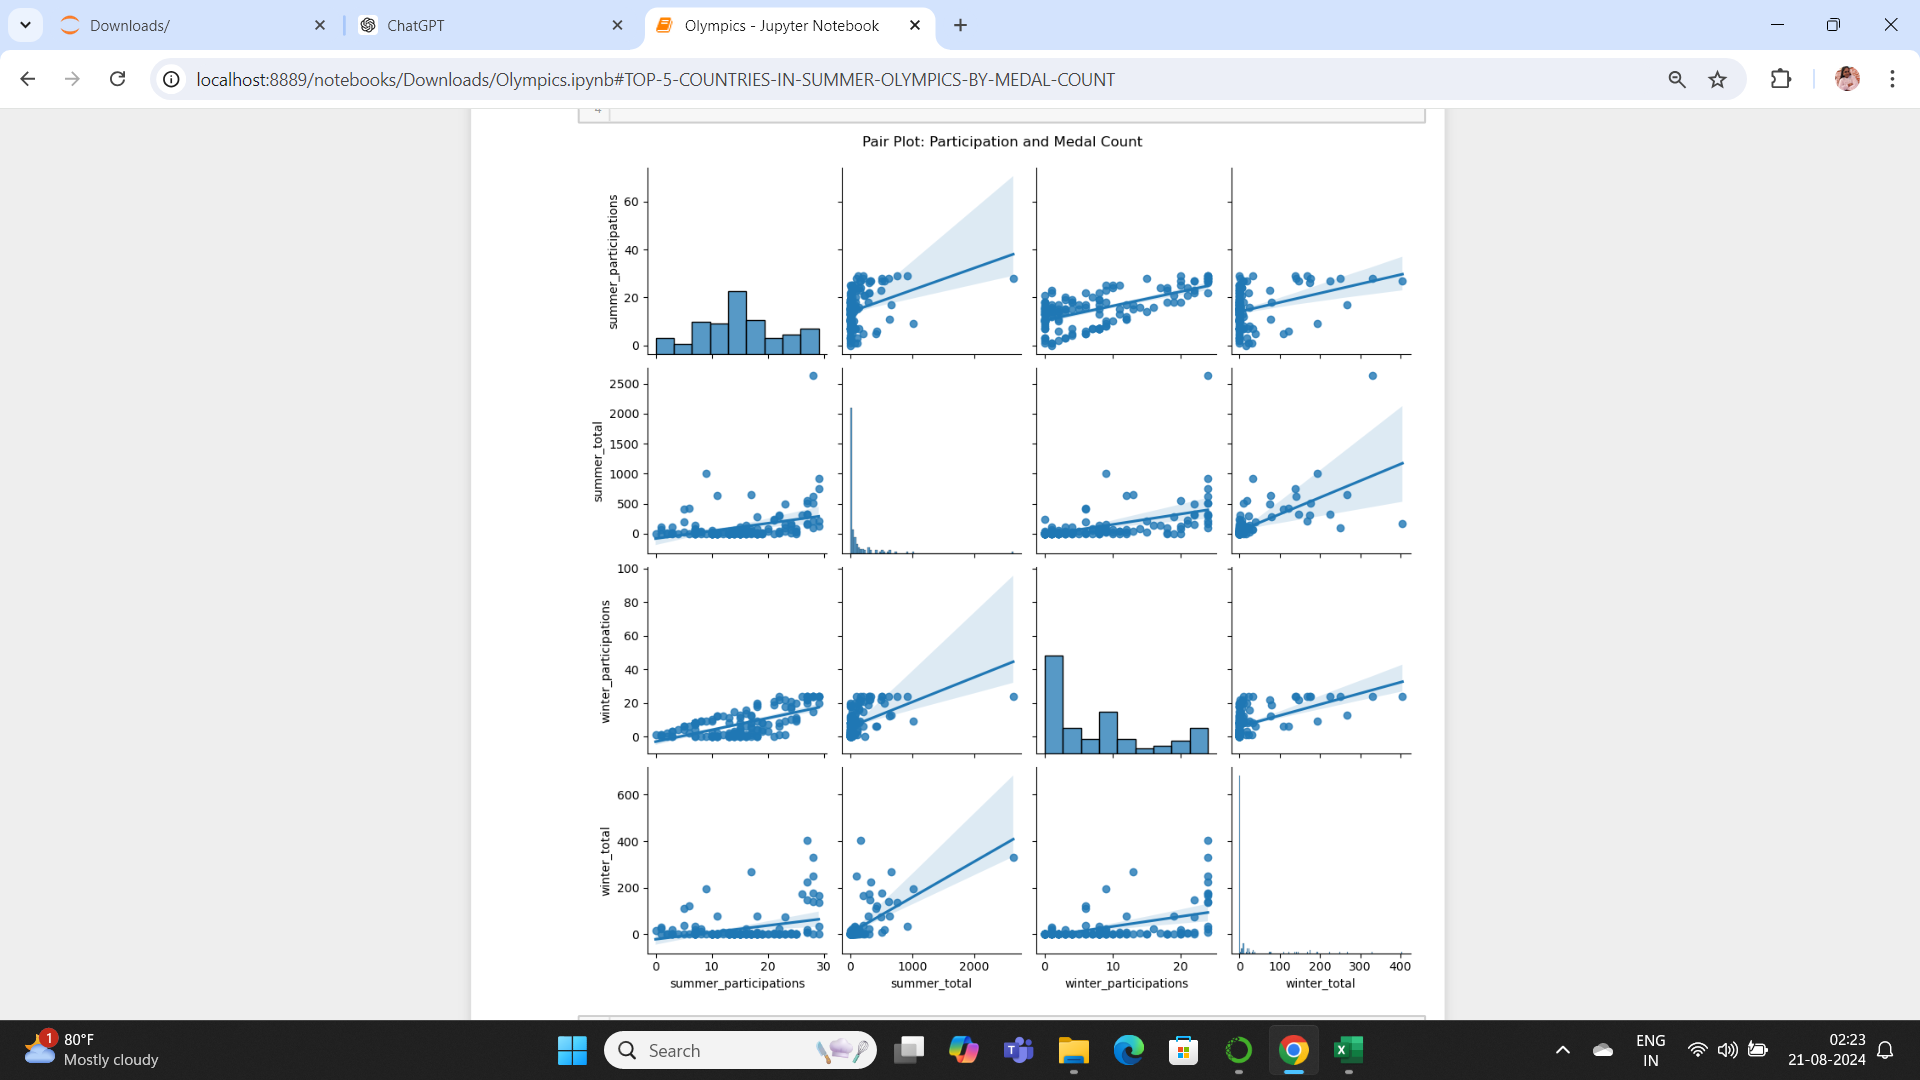 Downloads/
ChatGPT
Olympics - Jupyter Notebook
localhost:8889/notebooks/Downloads/Olympics.ipynb#TOP-5-COUNTRIES-IN-SUMMER-OLYMPICS-BY-MEDAL-COUNT
4
Pair Plot: Participation and Medal Count
summer_participations
60
40
20
0
summer_total
2500
2000
1500
1000
500
0
winter_participations
100
80
60
40
20
0
winter_total
600
400
200
0
0 10 20 30
summer_participations
0 1000 2000
summer_total
0 10 20
winter_participations
0 100 200 300 400
winter_total
1
80°F
Mostly cloudy
Search
ENG
IN
02:23
21-08-2024